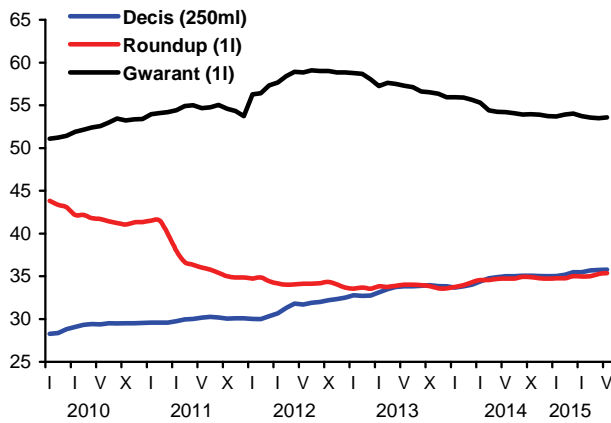 65
60
55
50
45
40
35
30
25
Decis (250ml)
Roundup (1l)
Gwarant (1l)
I I V X I I V X I I V X I I V X I I V X I I V
2010 2011 2012 2013 2014 2015